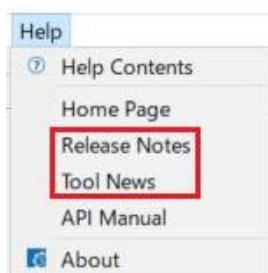 Help
Help Contents
Home Page
Release Notes
Tool News
API Manual
About